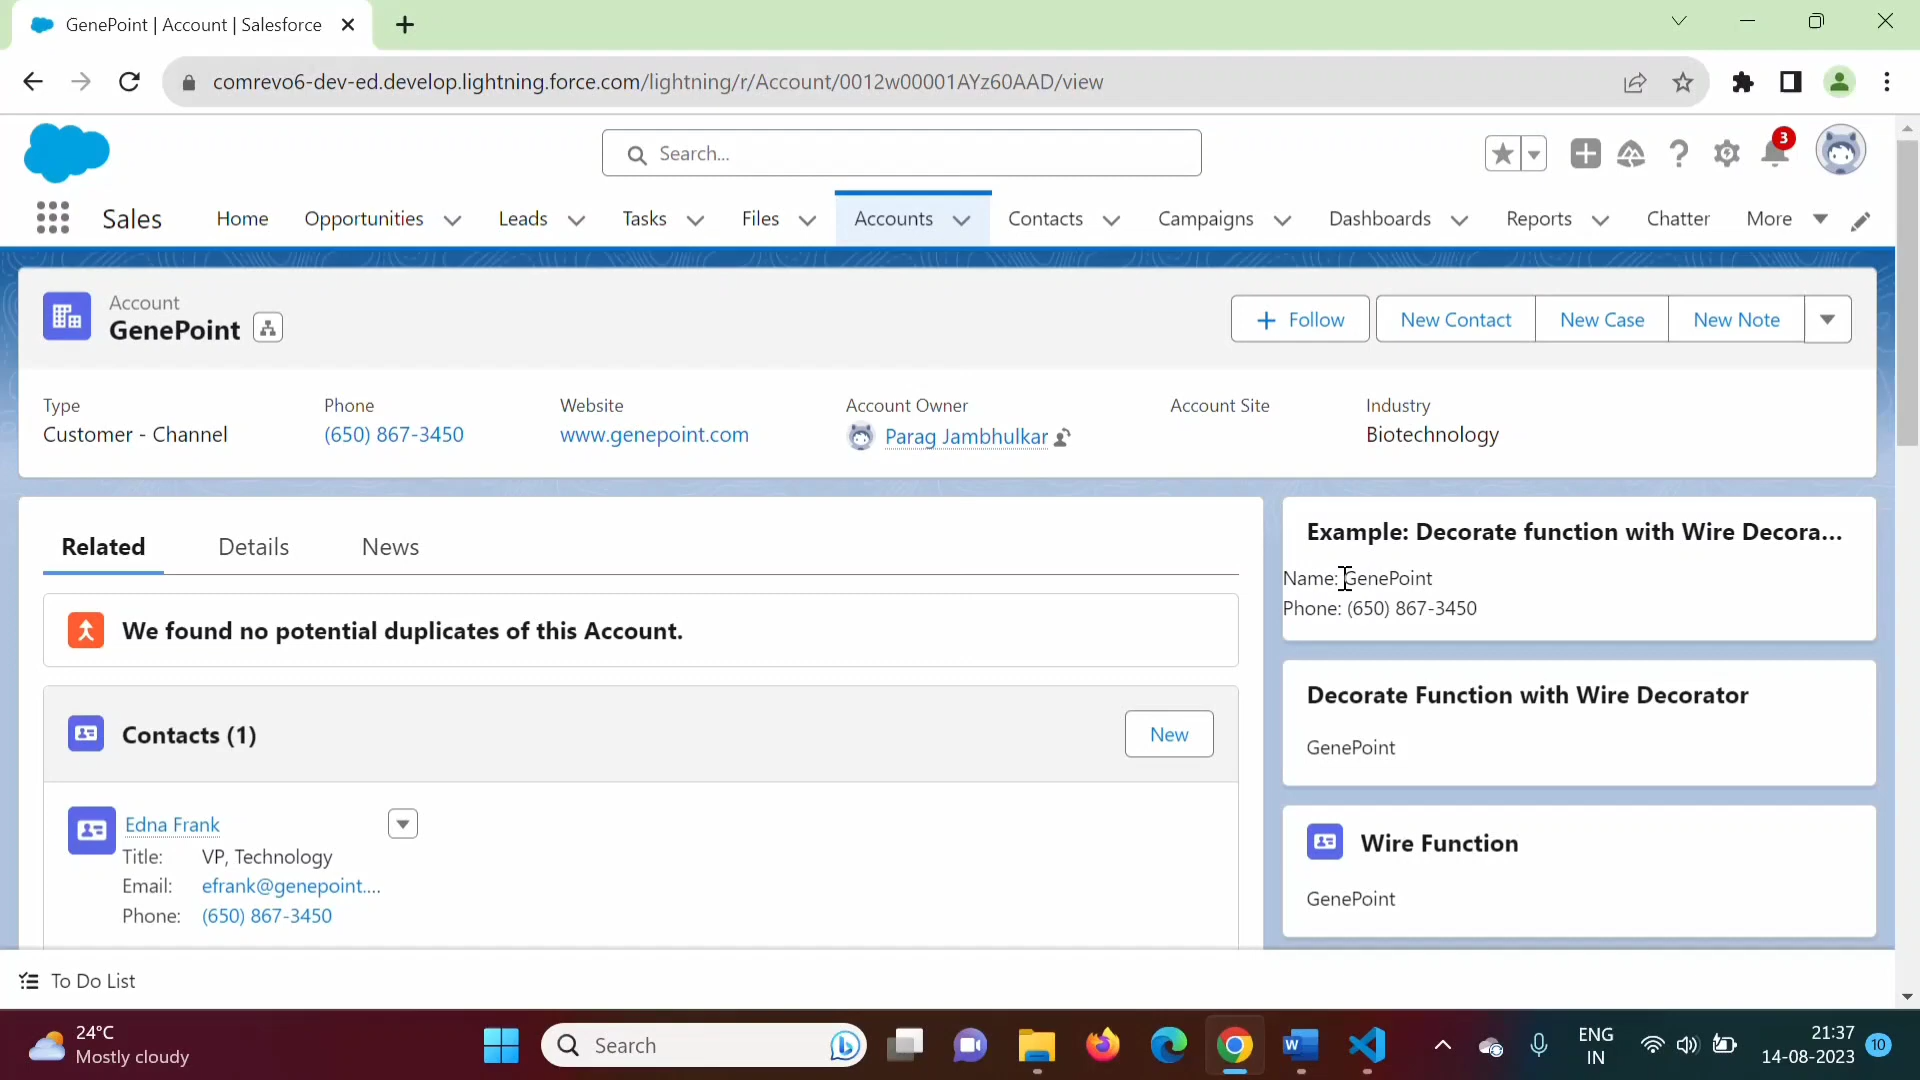 GenePoint | Account | Salesforce
comrevo6-dev-ed.develop.lightning.force.com/lightning/r/Account/0012w00001AYz60AAD/view
Search...
3
Sales
Home
Opportunities
Leads
Tasks
Files
Accounts
Contacts
Campaigns
Dashboards
Reports
Chatter
More
Account
GenePoint
+ Follow
New Contact
New Case
New Note
Type
Phone
Website
Account Owner
Account Site
Industry
Customer - Channel
(650) 867-3450
www.genepoint.com
Parag Jambhulkar
Biotechnology
Related
Details
News
We found no potential duplicates of this Account.
Contacts (1)
New
Edna Frank
Title: VP, Technology
Email: efrank@genepoint....
Phone: (650) 867-3450
Example: Decorate function with Wire Decora...
Name: GenePoint
Phone: (650) 867-3450
Decorate Function with Wire Decorator
GenePoint
Wire Function
GenePoint
To Do List
24°C
Mostly cloudy
Search
ENG
IN
21:37
14-08-2023
10